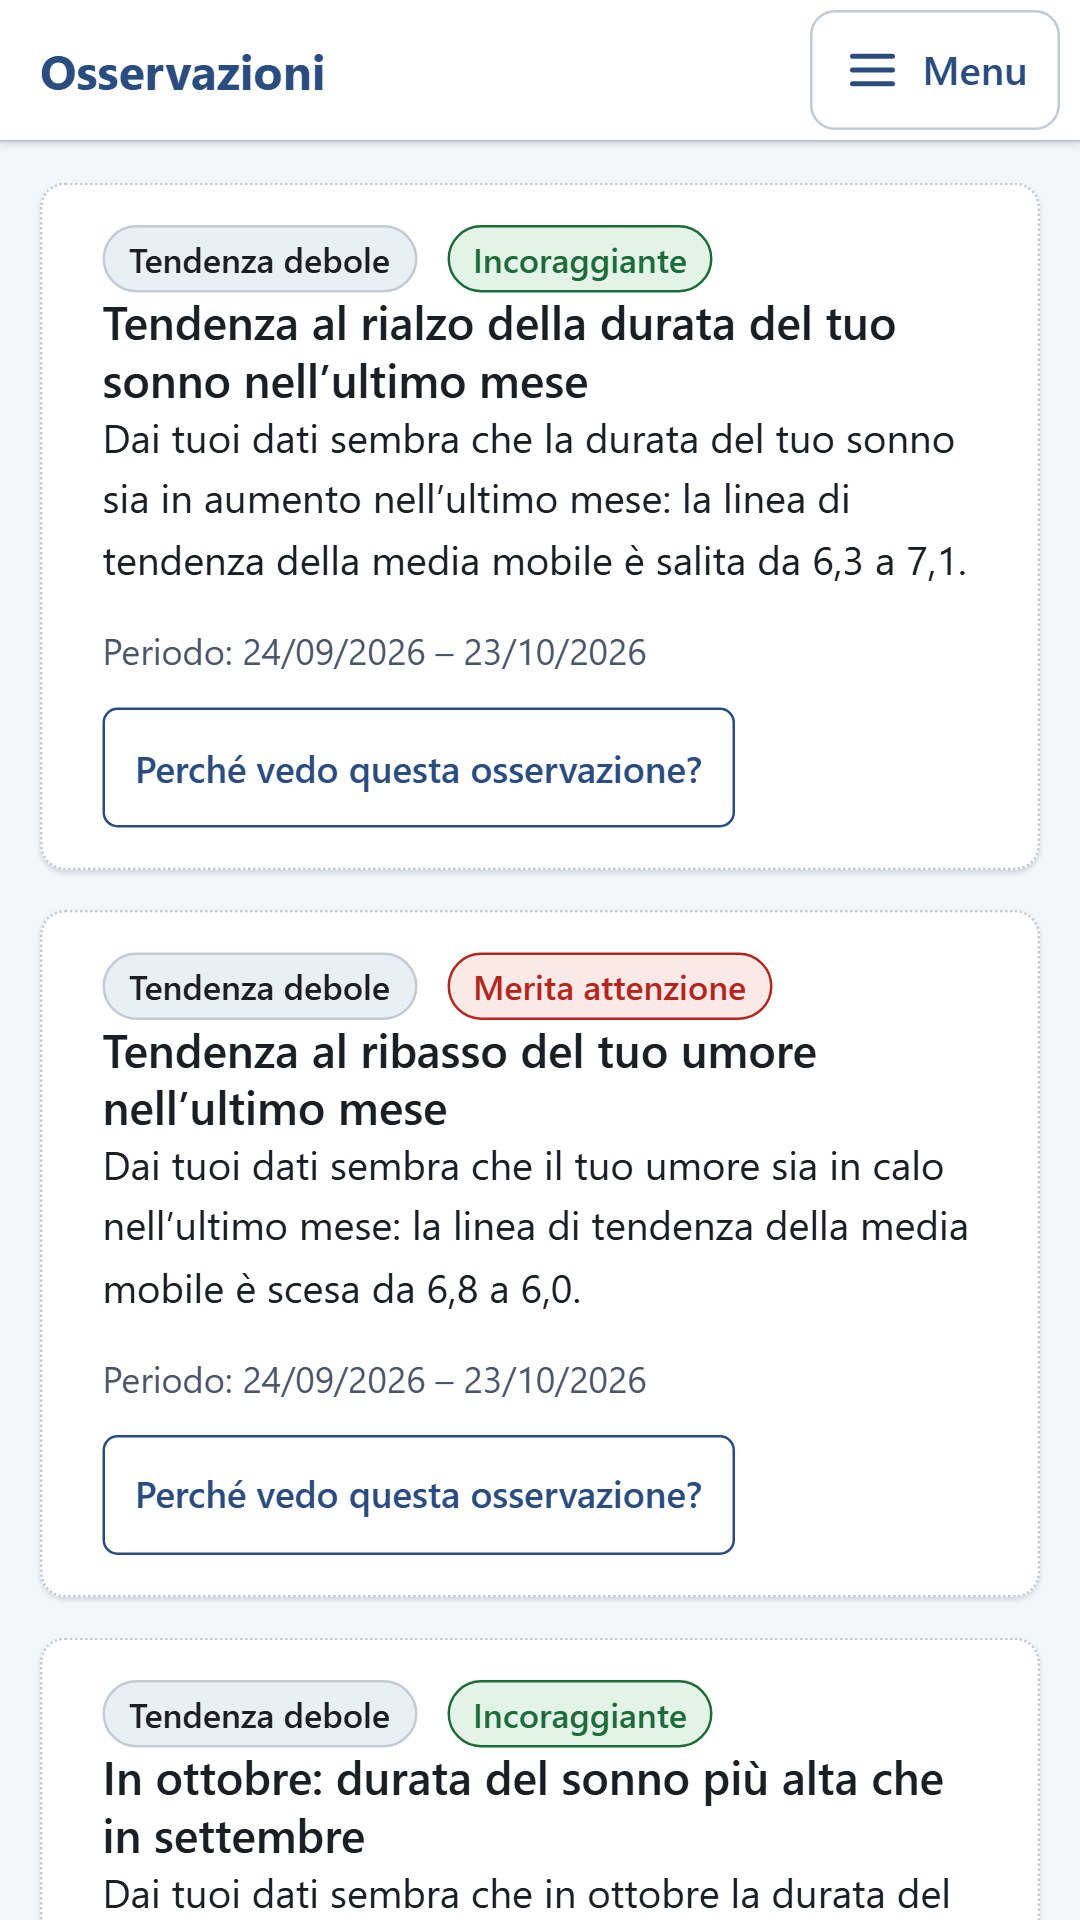 Osservazioni
Menu
Tendenza debole
Incoraggiante
Tendenza al rialzo della durata del tuo
sonno nell’ultimo mese
Dai tuoi dati sembra che la durata del tuo sonno
sia in aumento nell’ultimo mese: la linea di
tendenza della media mobile è salita da 6,3 a 7,1.
Periodo: 24/09/2026 – 23/10/2026
Perché vedo questa osservazione?
Tendenza debole
Merita attenzione
Tendenza al ribasso del tuo umore
nell’ultimo mese
Dai tuoi dati sembra che il tuo umore sia in calo
nell’ultimo mese: la linea di tendenza della media
mobile è scesa da 6,8 a 6,0.
Periodo: 24/09/2026 – 23/10/2026
Perché vedo questa osservazione?
Tendenza debole
Incoraggiante
In ottobre: durata del sonno più alta che
in settembre
Dai tuoi dati sembra che in ottobre la durata del